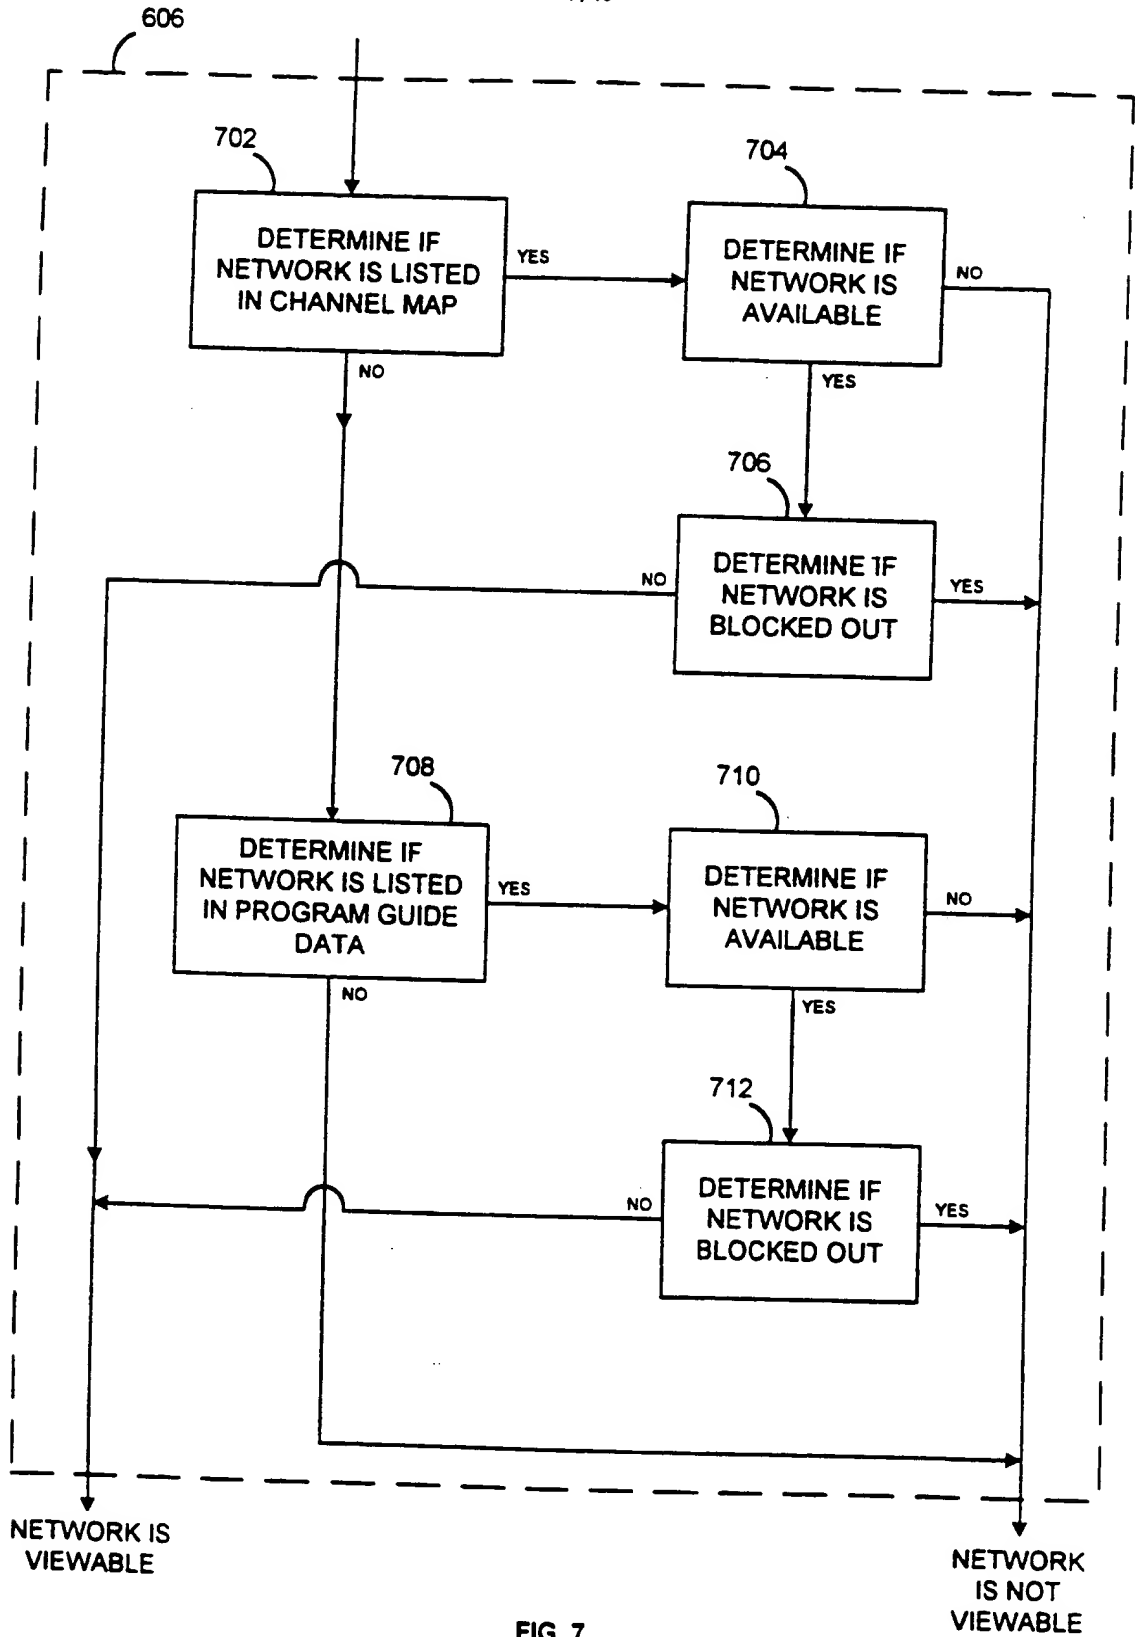 606
702
DETERMINE IF
NETWORK IS LISTED
IN CHANNEL MAP
YES
NO
704
DETERMINE IF
NETWORK IS
AVAILABLE
NO
YES
706
DETERMINE IF
NETWORK IS
BLOCKED OUT
NO
YES
708
DETERMINE IF
NETWORK IS LISTED
IN PROGRAM GUIDE
DATA
YES
NO
710
DETERMINE IF
NETWORK IS
AVAILABLE
NO
YES
712
DETERMINE IF
NETWORK IS
BLOCKED OUT
NO
YES
NETWORK IS
VIEWABLE
NETWORK
IS NOT
VIEWABLE
FIG. 7